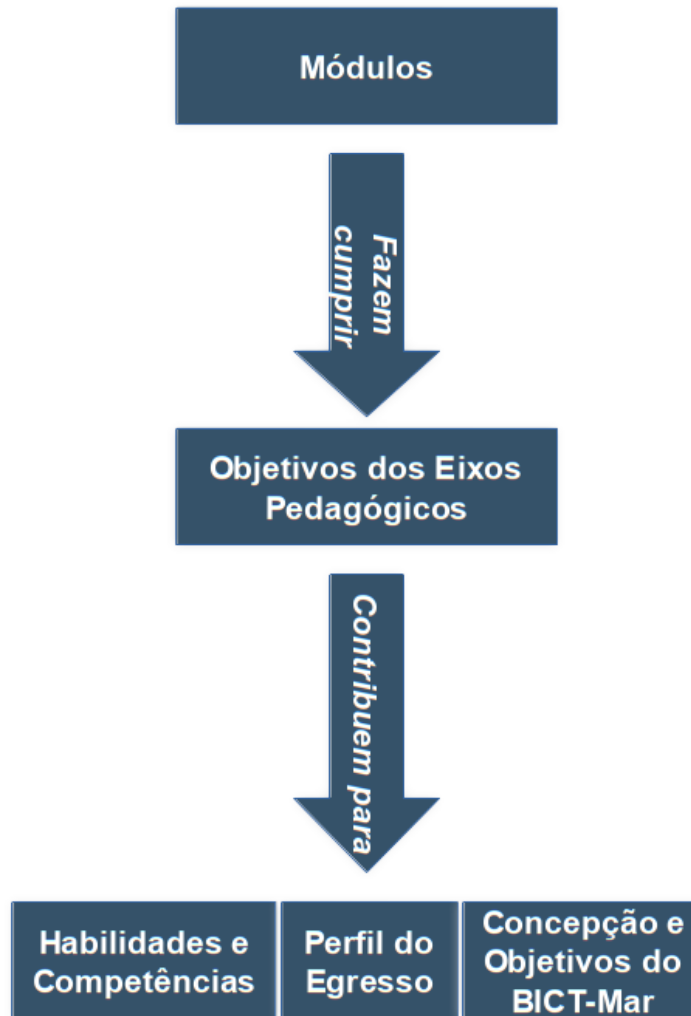 Módulos
Fazem
cumprir
Objetivos dos Eixos
Pedagógicos
Contribuem para
Habilidades e
Competências
Perfil do
Egresso
Concepção e
Objetivos do
BICT-Mar